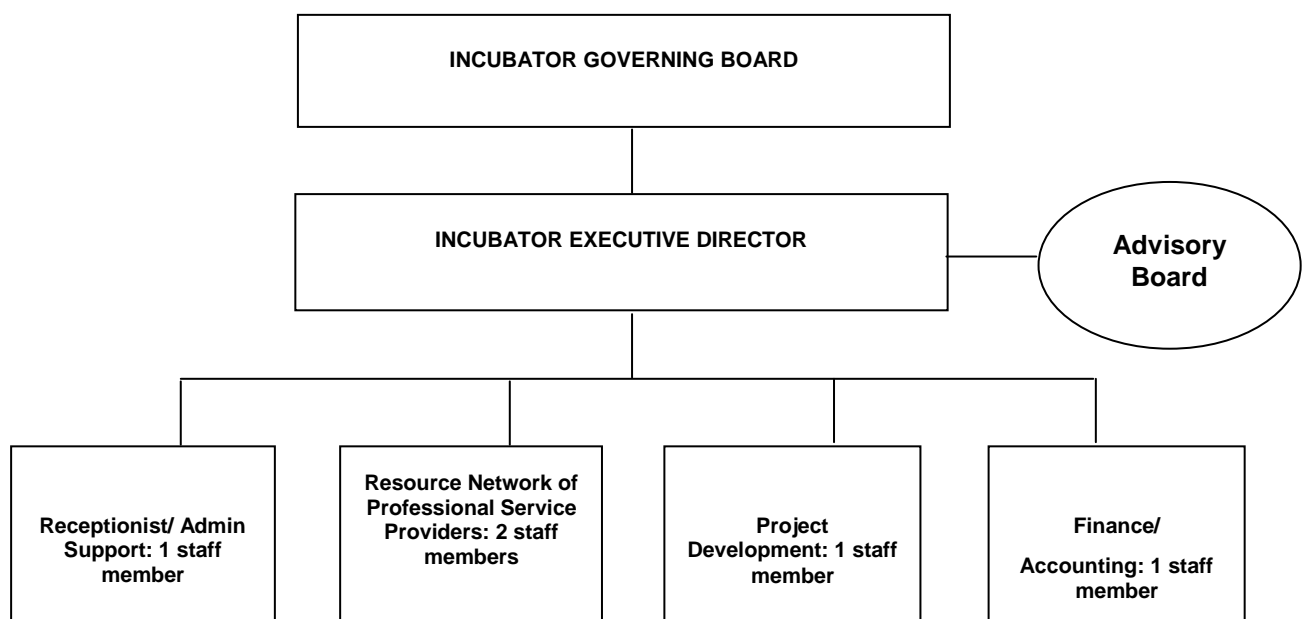 INCUBATOR GOVERNING BOARD
INCUBATOR EXECUTIVE DIRECTOR
Advisory
Board
Receptionist/ Admin
Support: 1 staff
member
Resource Network of
Professional Service
Providers: 2 staff
members
Project
Development: 1 staff
member
Finance/
Accounting: 1 staff
member